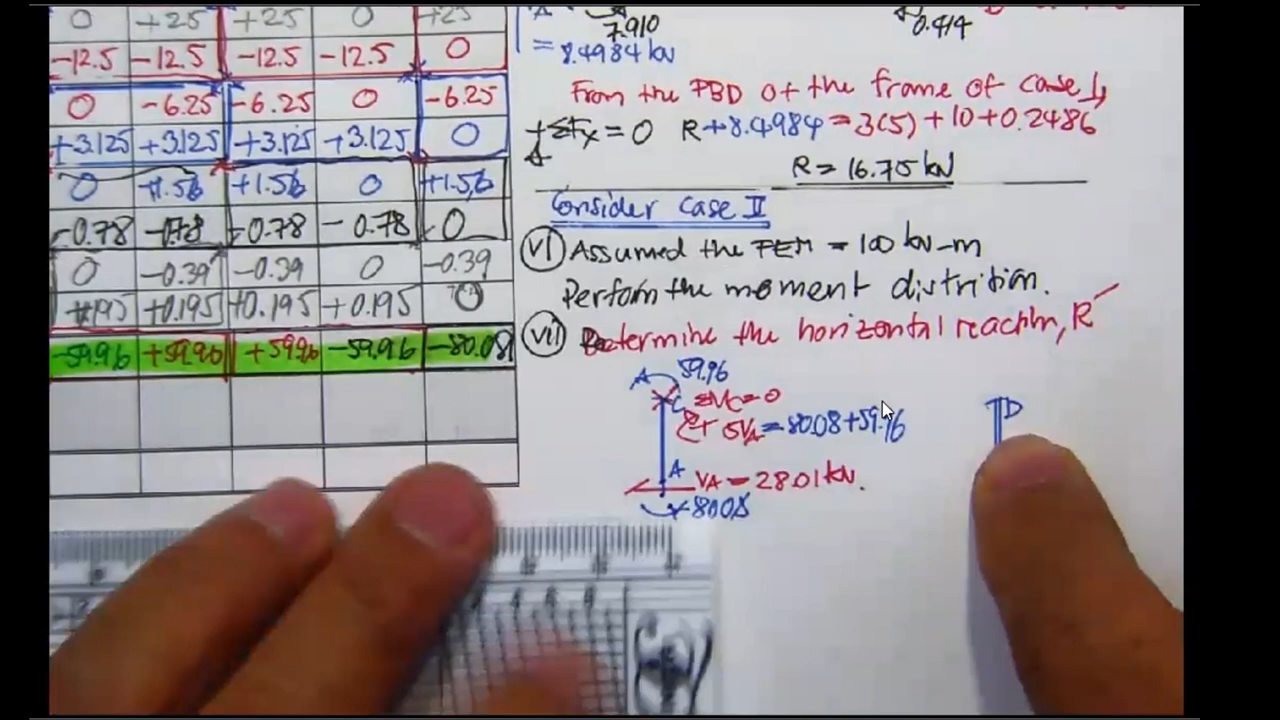 0 +25 +25 0 +25
-12.5 -12.5 -12.5 -12.5 0
0 -6.25 -6.25 0 -6.25
+3.125 +3.125 +3.125 +3.125 0
0 +1.56 +1.56 0 +1.56
-0.78 -0.78 -0.78 -0.78 0
0 -0.39 -0.39 0 -0.39
+0.195 +0.195 +0.195 0
-59.96 +59.96 +59.96 -59.96 -80.08
7.910
0.414
= 8.4984 kN
From the FBD of the frame of case I,
+ ΣFx = 0 R+8.4984 = 3(5) + 10 + 0.2486
R = 16.75 kN
Consider Case II
vi Assumed the FEM = 100 kN-m
Perform the moment distrition.
vii Determine the horizontal reaction, R
59.96
C ΣMC = 0
+ 5VA = 80.08+59.96
A VA = 28.01 kN.
80.08
D